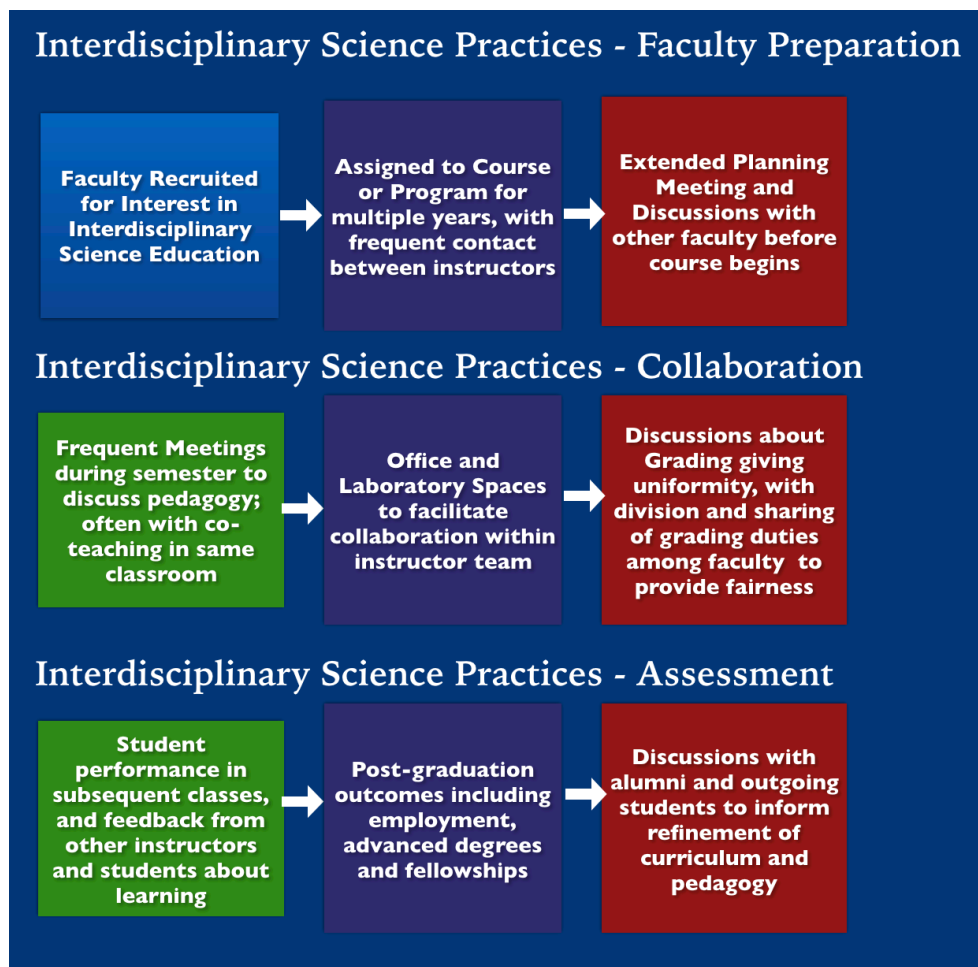 Interdisciplinary Science Practices - Faculty Preparation
Faculty Recruited
for Interest in
Interdisciplinary
Science Education
Assigned to Course
or Program for
multiple years, with
frequent contact
between instructors
Extended Planning
Meeting and
Discussions with
other faculty before
course begins
Interdisciplinary Science Practices - Collaboration
Frequent Meetings
during semester to
discuss pedagogy;
often with co-
teaching in same
classroom
Office and
Laboratory Spaces
to facilitate
collaboration within
instructor team
Discussions about
Grading giving
uniformity, with
division and sharing
of grading duties
among faculty to
provide fairness
Interdisciplinary Science Practices - Assessment
Student
performance in
subsequent classes,
and feedback from
other instructors
and students about
learning
Post-graduation
outcomes including
employment,
advanced degrees
and fellowships
Discussions with
alumni and outgoing
students to inform
refinement of
curriculum and
pedagogy